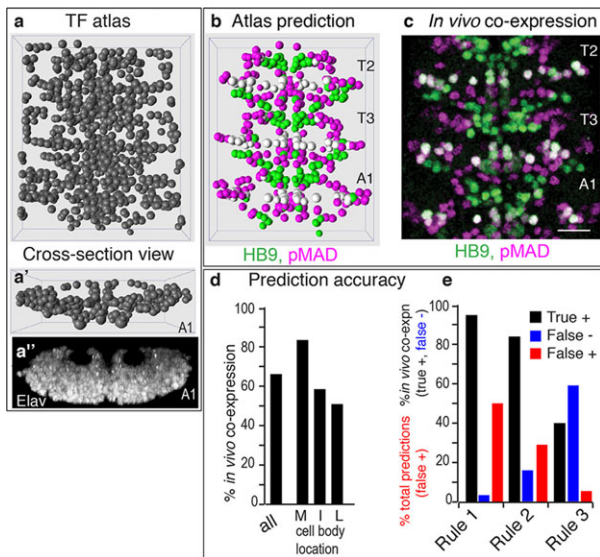 a TF atlas
b Atlas prediction
T2
T3
A1
HB9, pMAD
c In vivo co-expression
T2
T3
A1
HB9, pMAD
Cross-section view
a'
A1
a''
Elav
A1
d Prediction accuracy e
% in vivo co-expression
100
80
60
40
20
0
all M I L
cell body
location
%in vivo co-expn
(true +, false -)
% total predictions
(false +)
100
80
60
40
20
0
True +
False -
False +
Rule 1 Rule 2 Rule 3